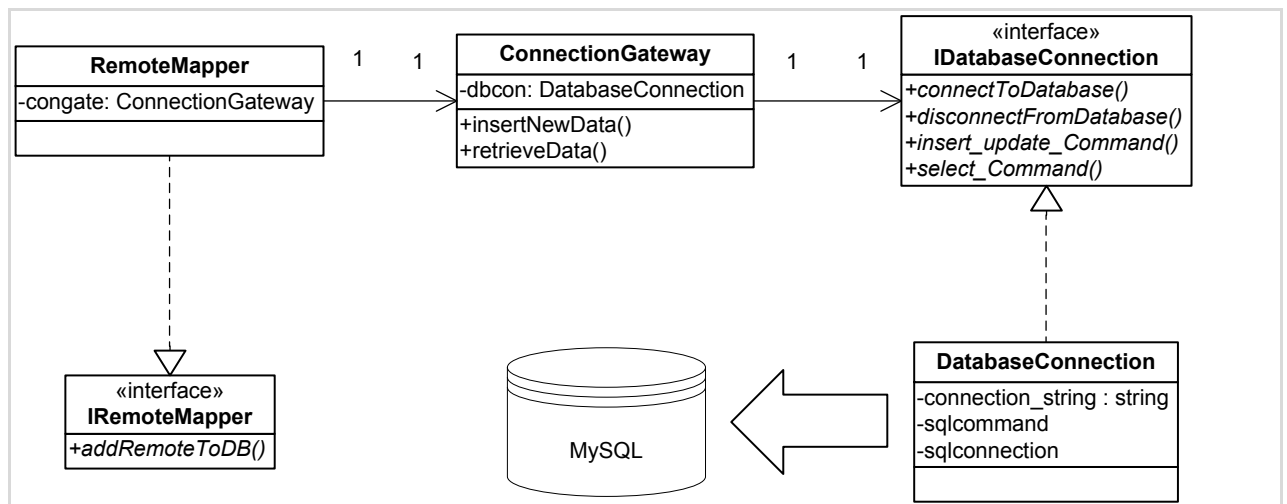 RemoteMapper
-congate: ConnectionGateway
1
1
ConnectionGateway
-dbcon: DatabaseConnection
+insertNewData()
+retrieveData()
1
1
«interface»
IDatabaseConnection
+connectToDatabase()
+disconnectFromDatabase()
+insert_update_Command()
+select_Command()
«interface»
IRemoteMapper
+addRemoteToDB()
MySQL
DatabaseConnection
-connection_string : string
-sqlcommand
-sqlconnection